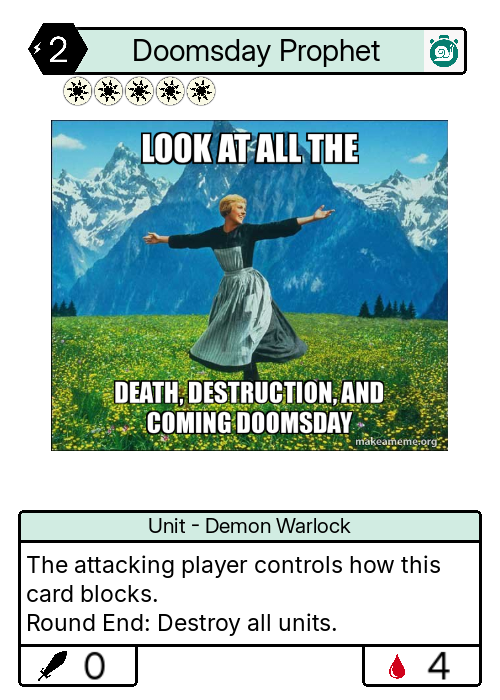 2
Doomsday Prophet
LOOK AT ALL THE
DEATH, DESTRUCTION, AND
COMING DOOMSDAY
makeameme.org
Unit - Demon Warlock
The attacking player controls how this
card blocks.
Round End: Destroy all units.
0
4